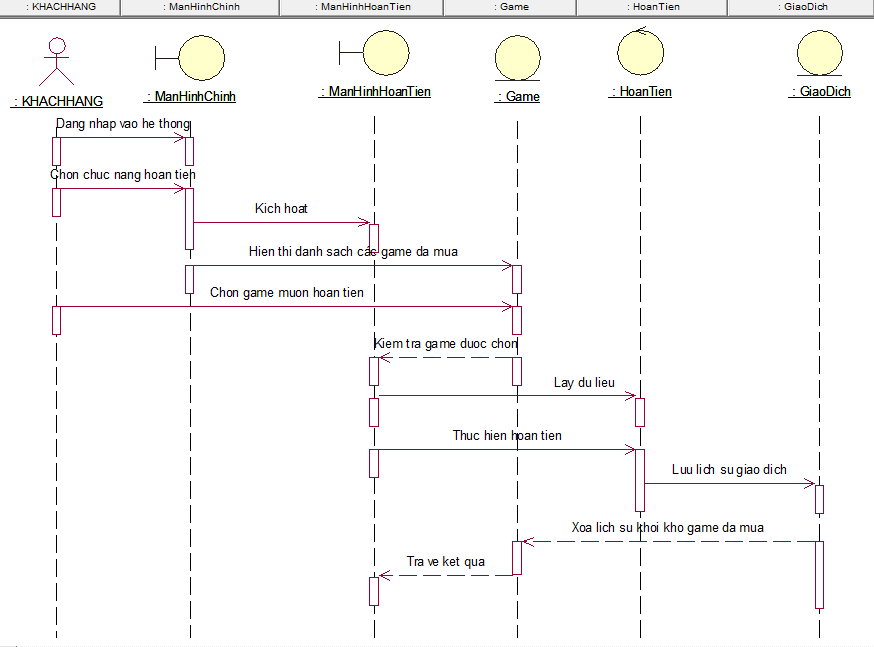 : KHACHHANG
: ManHinhChinh
: ManHinhHoanTien
: Game
: HoanTien
: GiaoDich
: KHACHHANG
: ManHinhChinh
: ManHinhHoanTien
: Game
: HoanTien
: GiaoDich
Dang nhap vao he thong
Chon chuc nang hoan tien
Kich hoat
Hien thi danh sach các game da mua
Chon game muon hoan tien
Kiem tra game duoc chon
Lay du lieu
Thuc hien hoan tien
Luu lich su giao dich
Xoa lich su khoi kho game da mua
Tra ve ket qua